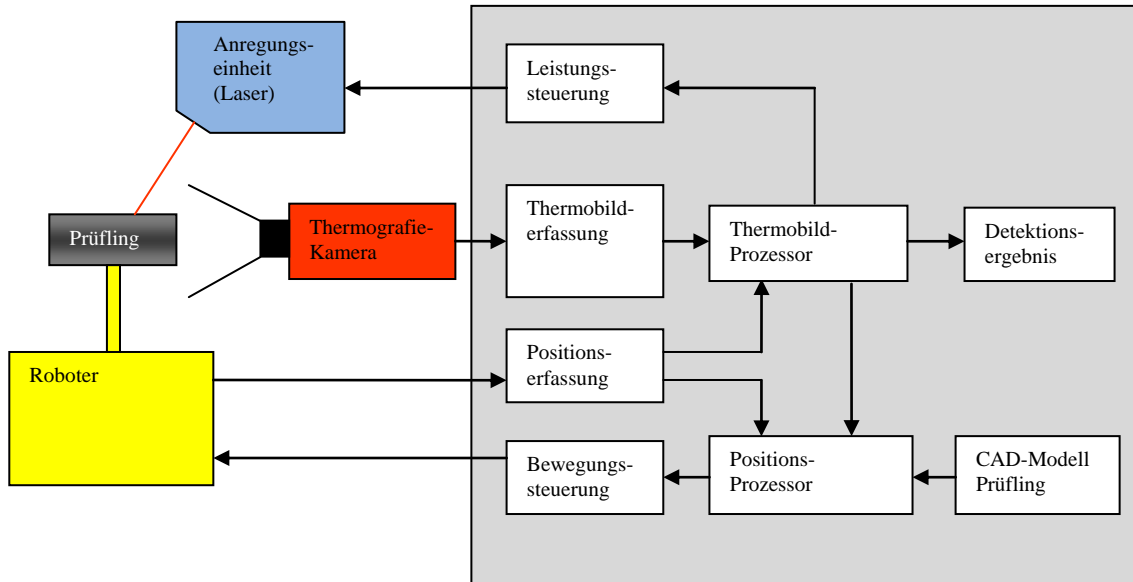 Anregungs-
einheit
(Laser)
Leistungs-
steuerung
Prüfling
Thermografie-
Kamera
Thermobild-
erfassung
Thermobild-
Prozessor
Detektions-
ergebnis
Roboter
Positions-
erfassung
Bewegungs-
steuerung
Positions-
Prozessor
CAD-Modell
Prüfling